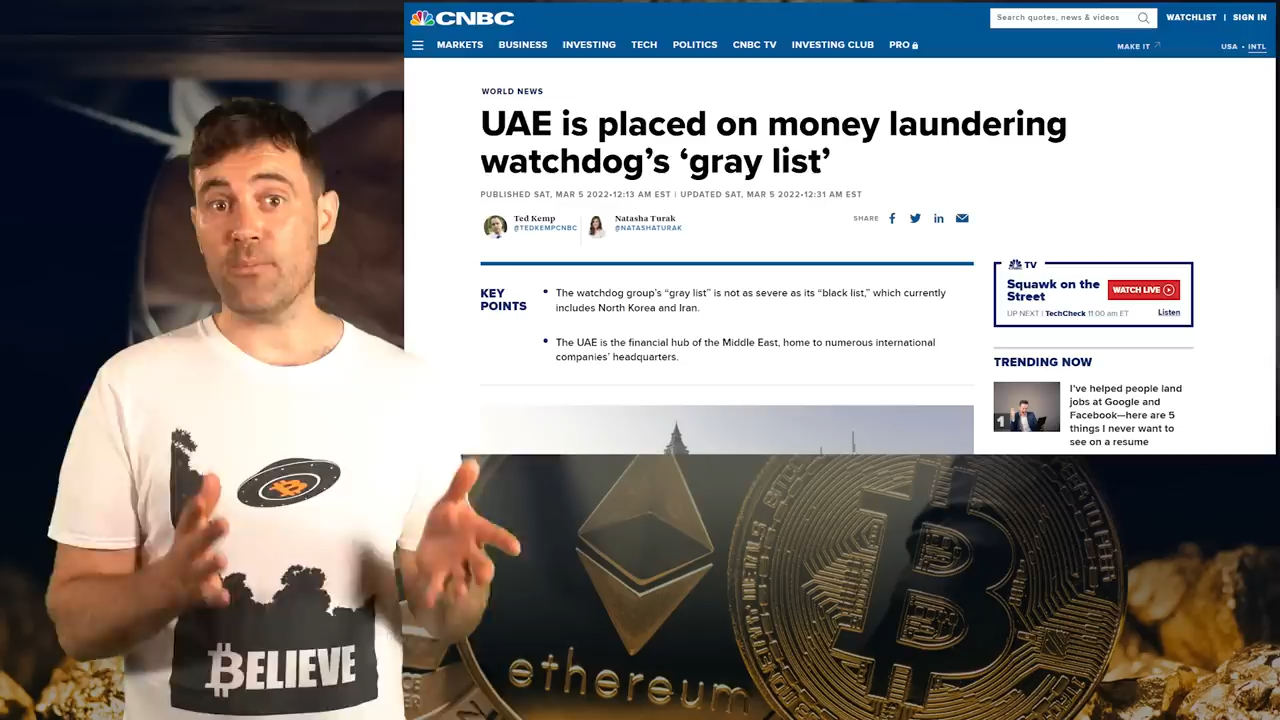 CNBC
Search quotes, news & videos
WATCHLIST | SIGN IN
MARKETS BUSINESS INVESTING TECH POLITICS CNBC TV INVESTING CLUB PRO
MAKE IT
USA • INTL
WORLD NEWS
UAE is placed on money laundering
watchdog's ‘gray list’
PUBLISHED SAT, MAR 5 2022•12:13 AM EST | UPDATED SAT, MAR 5 2022•12:31 AM EST
Ted Kemp
@TEDKEMPCNBC
Natasha Turak
@NATASHATURAK
SHARE
KEY
POINTS
• The watchdog group's “gray list” is not as severe as its “black list,” which currently
includes North Korea and Iran.
• The UAE is the financial hub of the Middle East, home to numerous international
companies' headquarters.
TV
Squawk on the
Street
WATCH LIVE
UP NEXT | TechCheck 11:00 am ET
Listen
TRENDING NOW
1
I've helped people land
jobs at Google and
Facebook—here are 5
things I never want to
see on a resume
BELIEVE
ethereum